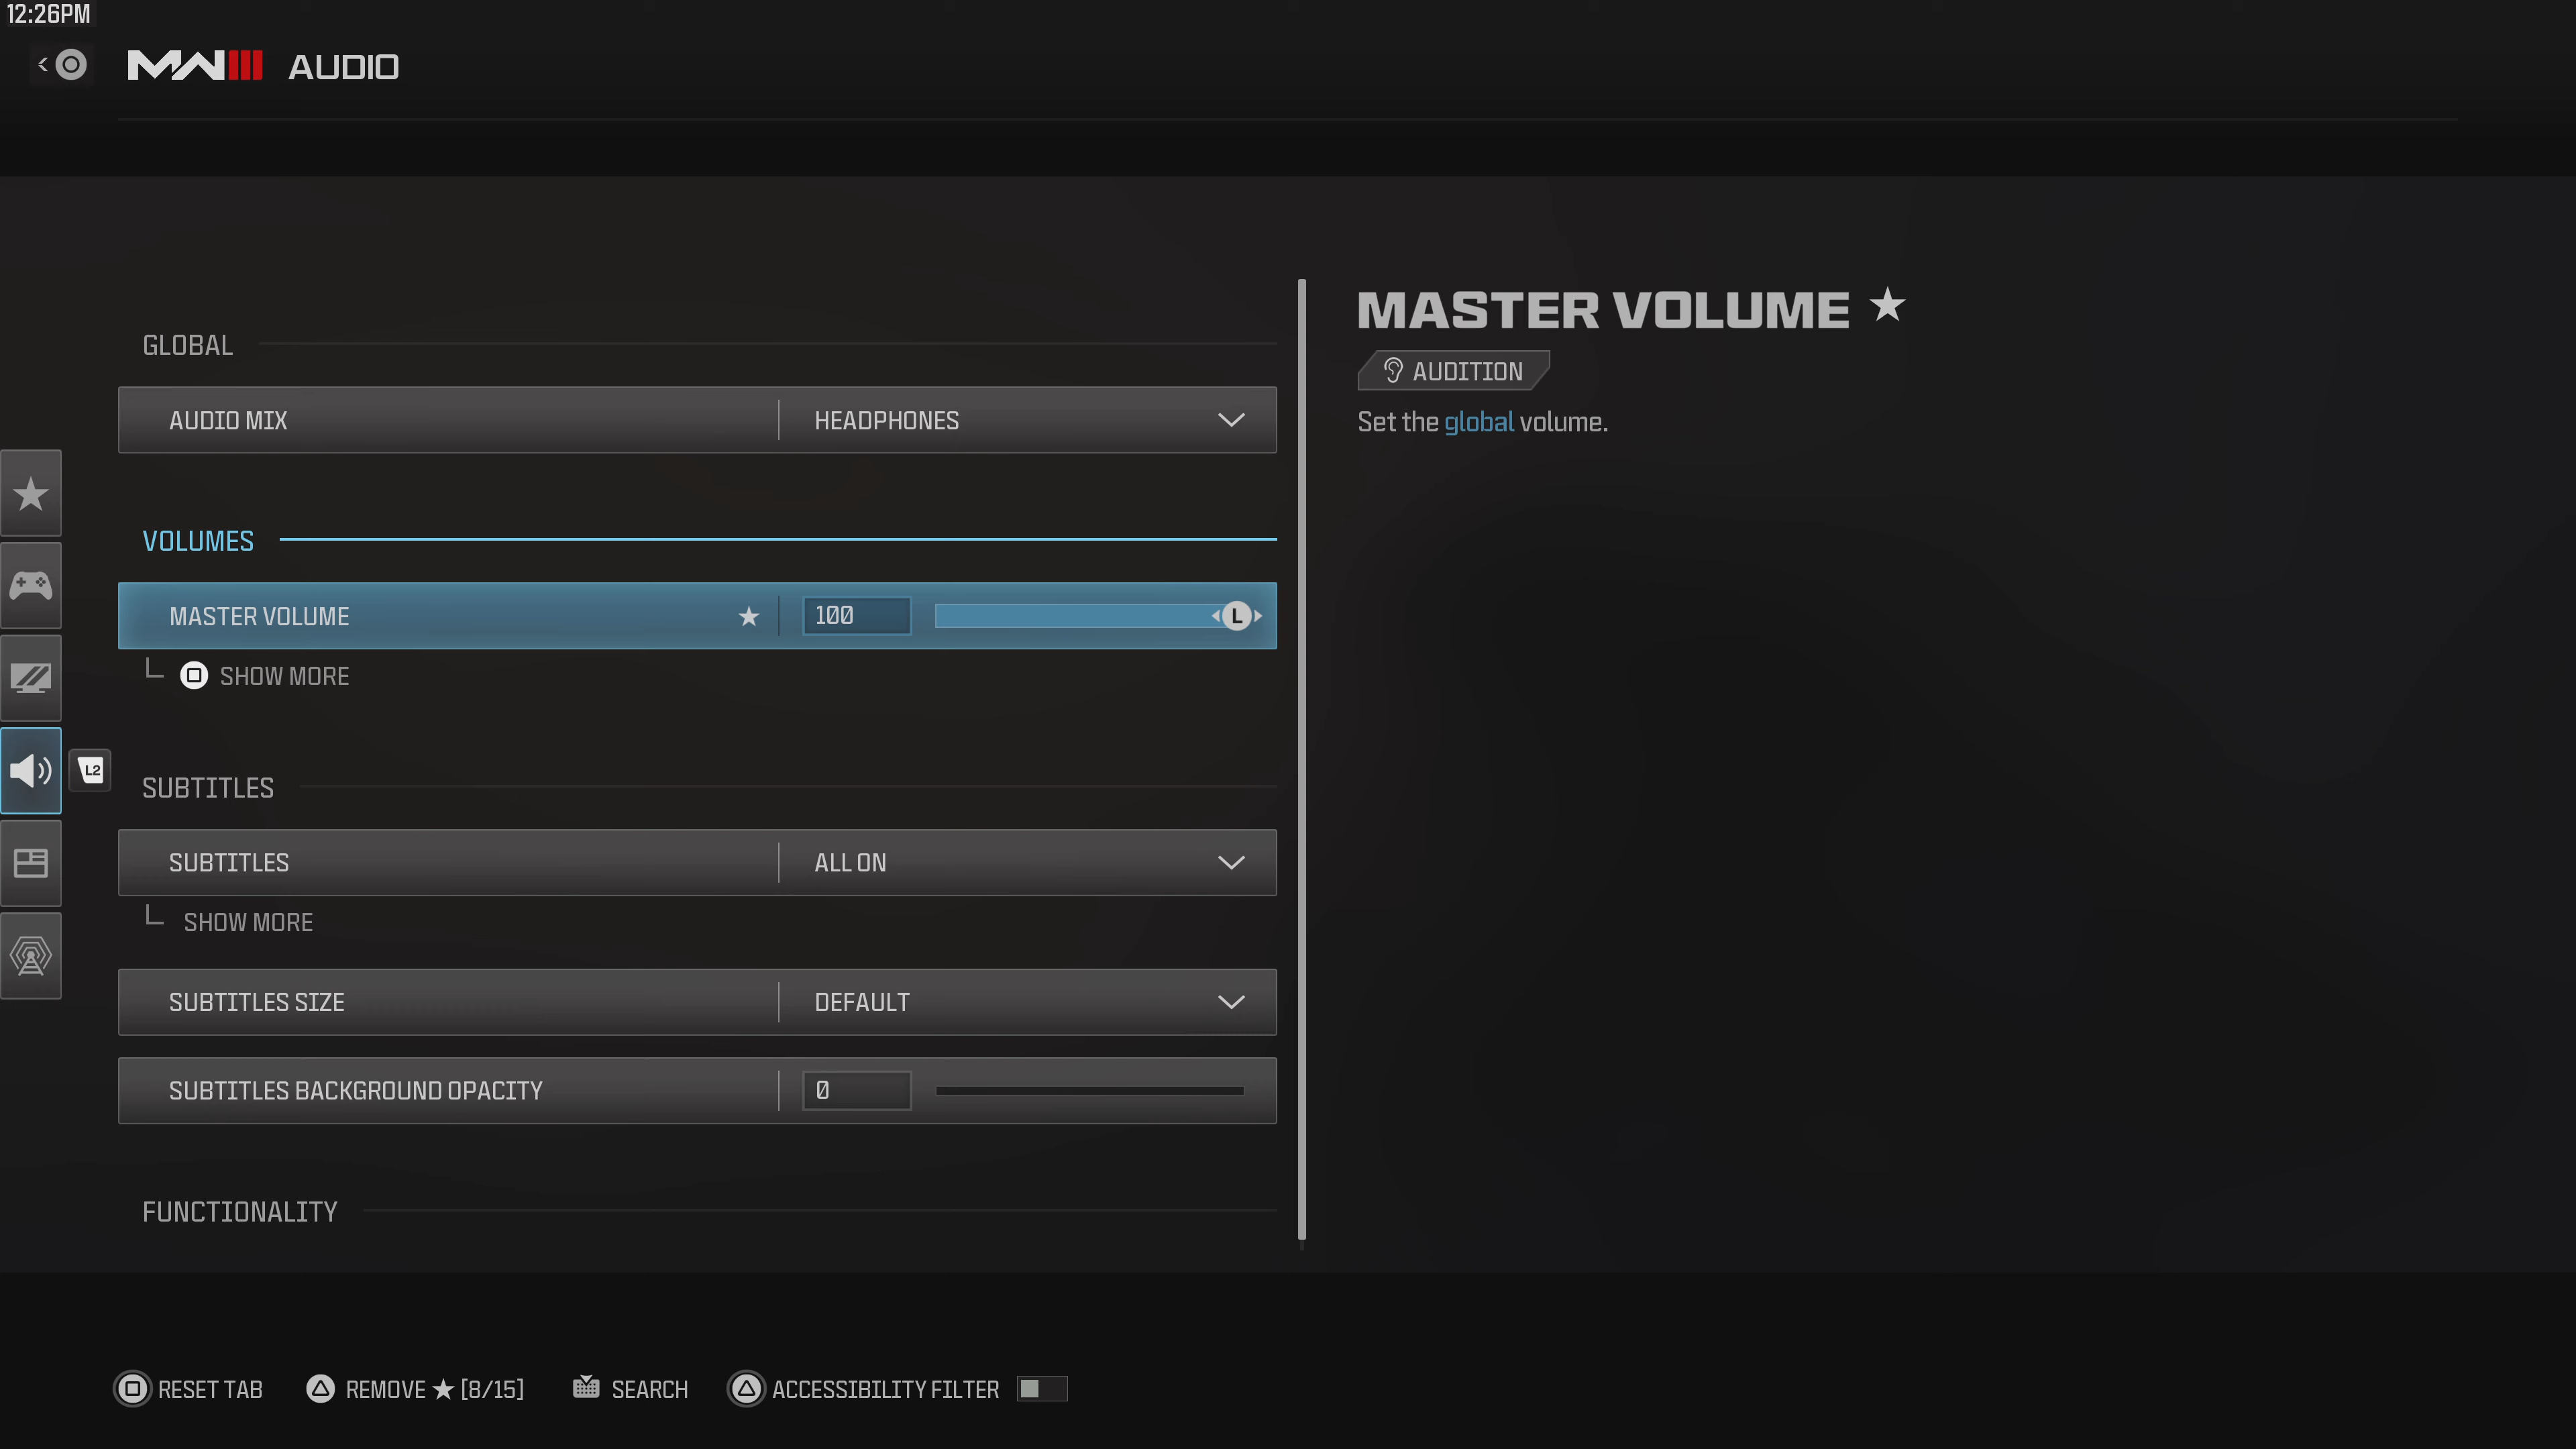 12:26PM
MWIII AUDIO
GLOBAL
AUDIO MIX HEADPHONES
VOLUMES
MASTER VOLUME 100 L
SHOW MORE
L2
SUBTITLES
SUBTITLES ALL ON
SHOW MORE
SUBTITLES SIZE DEFAULT
SUBTITLES BACKGROUND OPACITY 0
FUNCTIONALITY
MASTER VOLUME ★
AUDITION
Set the global volume.
RESET TAB REMOVE ★ [8/15] SEARCH ACCESSIBILITY FILTER